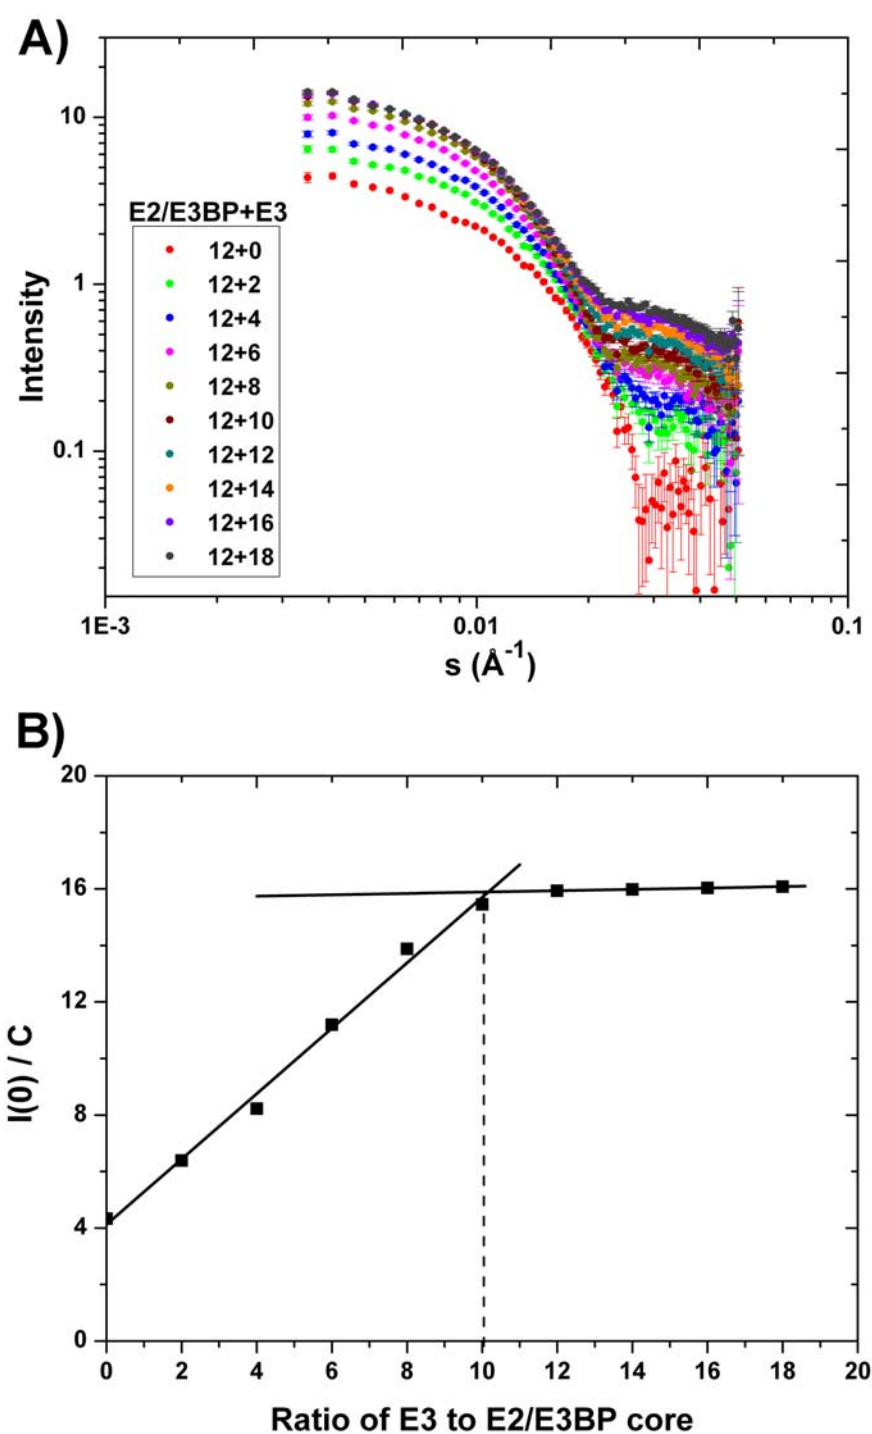 A)
10
1
0.1
Intensity
E2/E3BP+E3
12+0
12+2
12+4
12+6
12+8
12+10
12+12
12+14
12+16
12+18
1E-3 0.01 0.1
s (Å⁻¹)
B)
20
16
12
8
4
0
I(0) / C
0 2 4 6 8 10 12 14 16 18 20
Ratio of E3 to E2/E3BP core